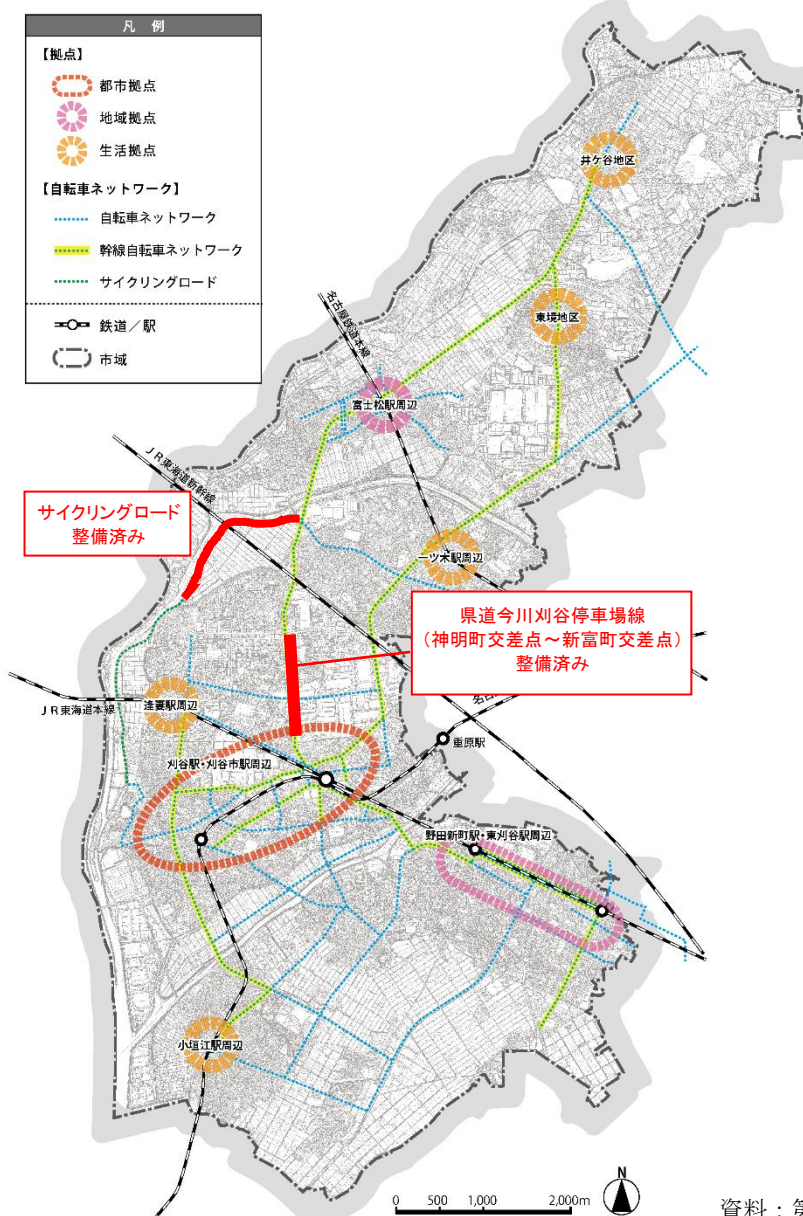 凡 例
【拠点】
都市拠点
地域拠点
生活拠点
【自転車ネットワーク】
自転車ネットワーク
幹線自転車ネットワーク
サイクリングロード
鉄道／駅
市域
井ケ谷地区
東境地区
名古屋鉄道本線
富士松駅周辺
JR東海道新幹線
サイクリングロード
整備済み
一ツ木駅周辺
県道今川刈谷停車場線
（神明町交差点～新富町交差点）
整備済み
逢妻駅周辺
JR東海道本線
名古
重原駅
刈谷駅・刈谷市駅周辺
野田新町駅・東刈谷駅周辺
小垣江駅周辺
N
0 500 1,000 2,000m
資料：第